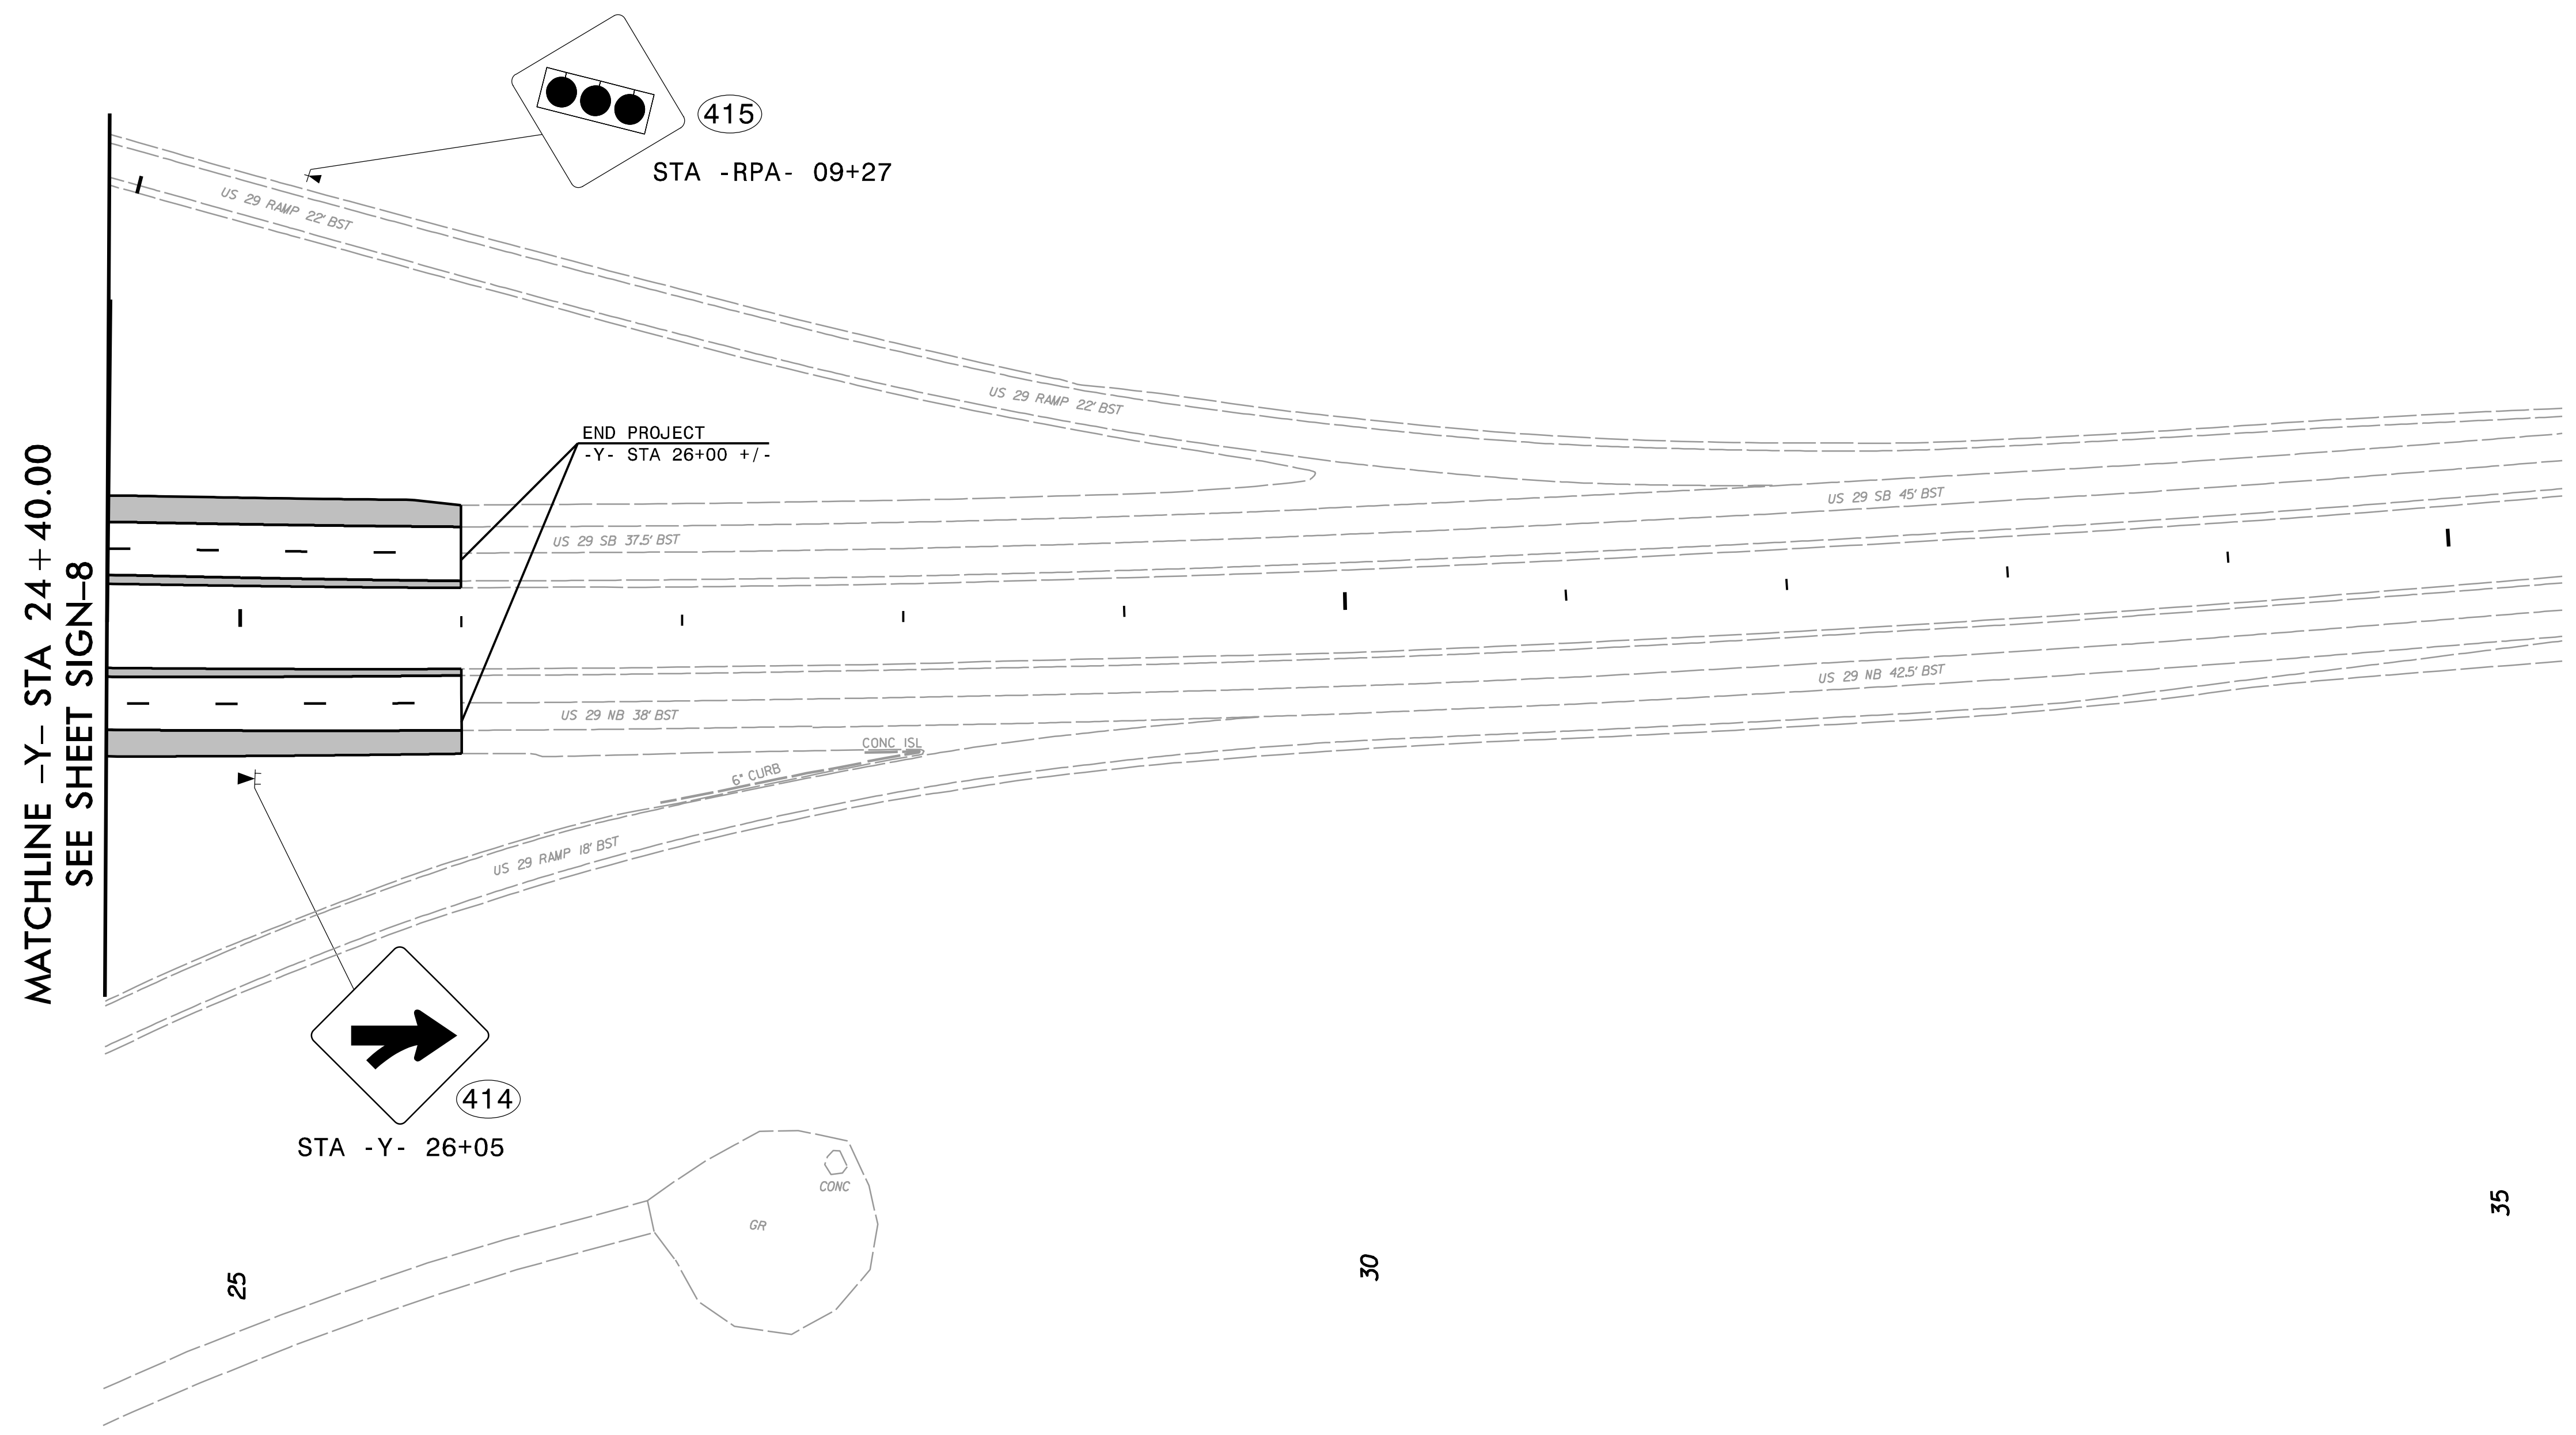 415
STA -RPA- 09+27
US 29 RAMP 22' BST
US 29 RAMP 22' BST
END PROJECT
-Y- STA 26+00 +/-
MATCHLINE –Y– STA 24+40.00
SEE SHEET SIGN–8
US 29 SB 37.5' BST
US 29 SB 45' BST
US 29 NB 42.5' BST
US 29 NB 38' BST
CONC ISL
6" CURB
US 29 RAMP 18' BST
414
STA -Y- 26+05
CONC
GR
25
30
35